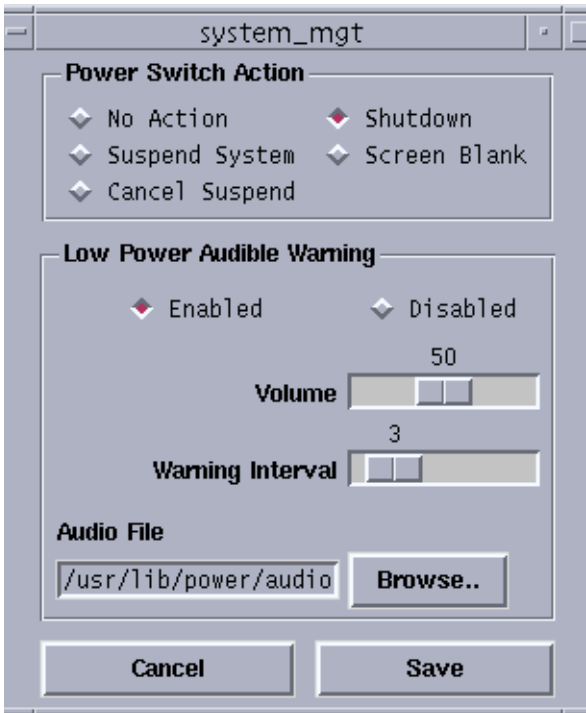 system_mgt
Power Switch Action
No Action Shutdown
Suspend System Screen Blank
Cancel Suspend
Low Power Audible Warning
Enabled Disabled
50
Volume
3
Warning Interval
Audio File
/usr/lib/power/audio Browse..
Cancel Save